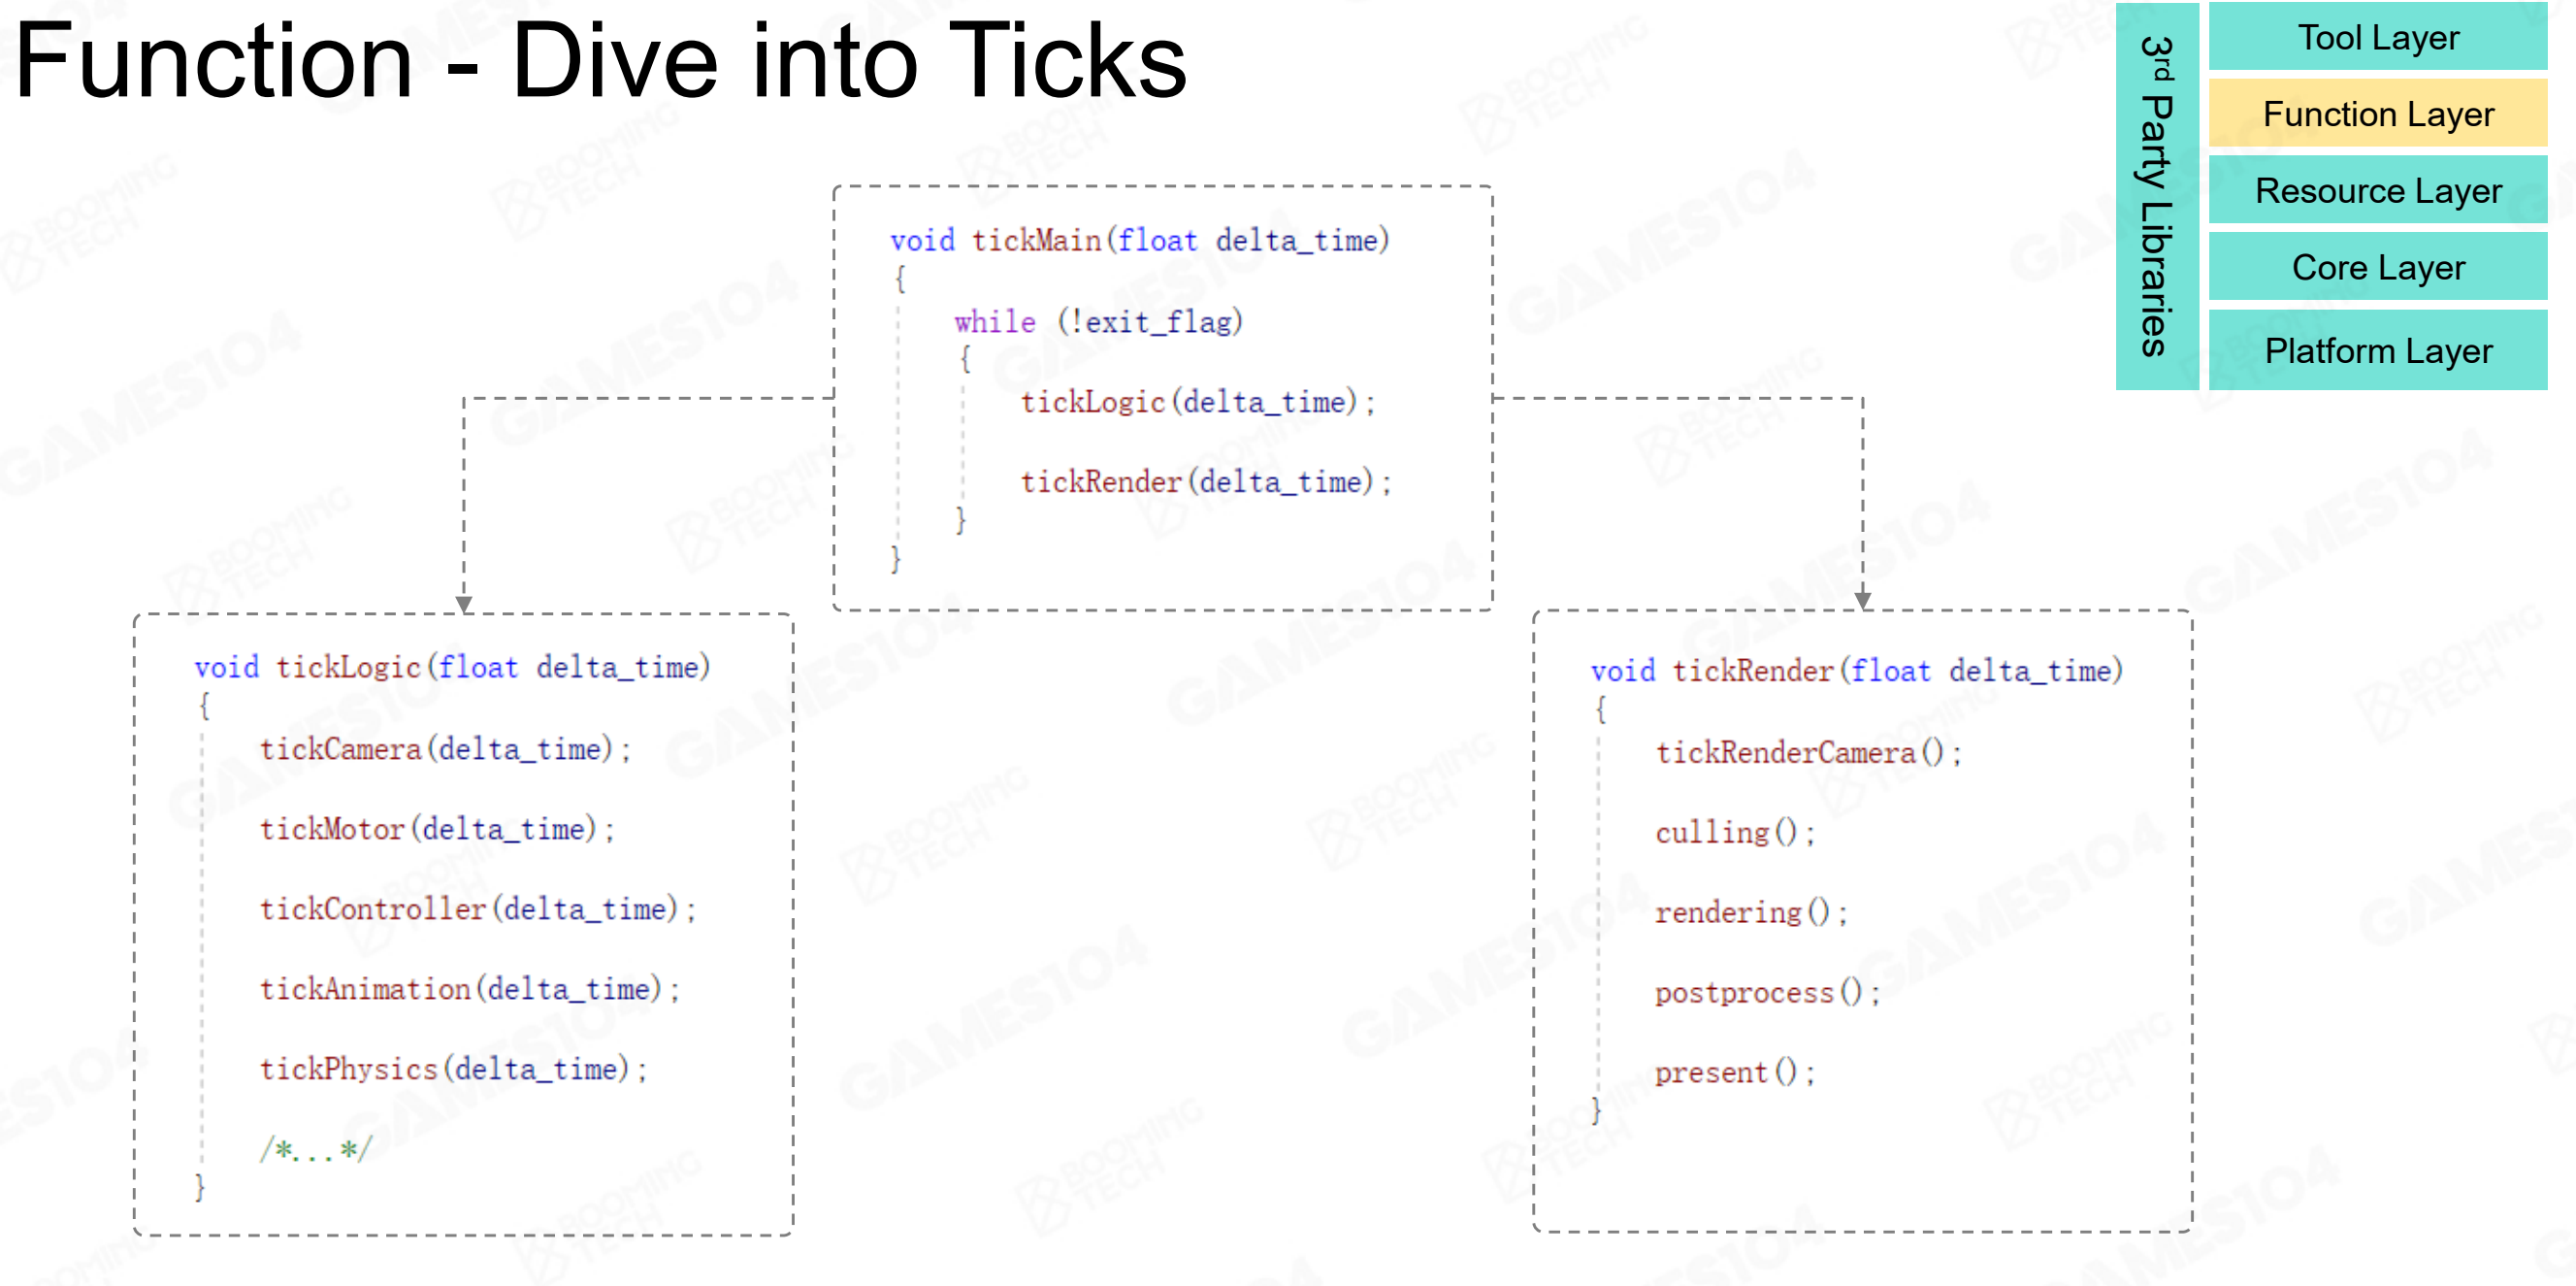 Function - Dive into Ticks
3rd Party Libraries
Tool Layer
Function Layer
Resource Layer
Core Layer
Platform Layer
void tickMain(float delta_time)
{
while (!exit_flag)
{
tickLogic(delta_time);
tickRender(delta_time);
}
}
void tickLogic(float delta_time)
{
tickCamera(delta_time);
tickMotor(delta_time);
tickController(delta_time);
tickAnimation(delta_time);
tickPhysics(delta_time);
/*...*/
}
void tickRender(float delta_time)
{
tickRenderCamera();
culling();
rendering();
postprocess();
present();
}
GAMES104
BOOMING
TECH